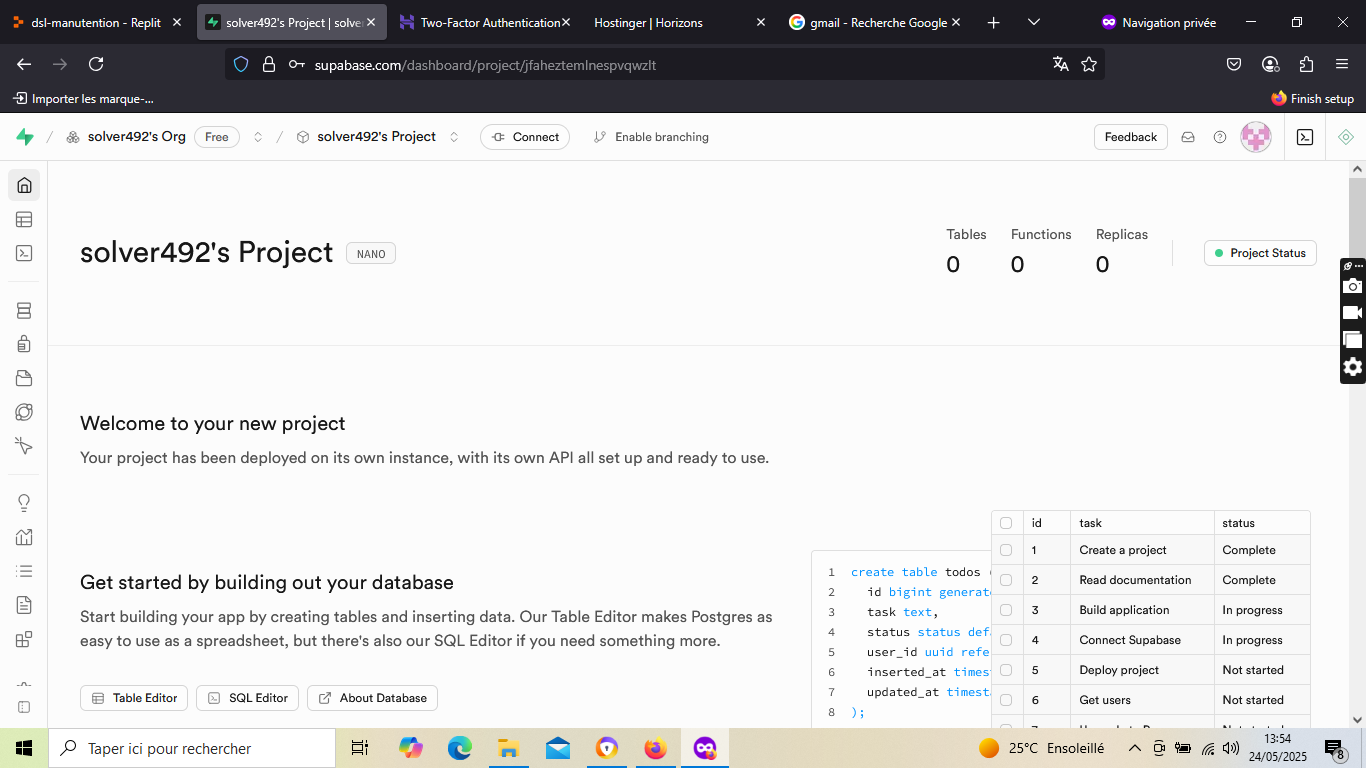 dsl-manutention - Replit
solver492's Project | solve
Two-Factor Authentication
Hostinger | Horizons
gmail - Recherche Google
Navigation privée
supabase.com/dashboard/project/jfaheztemlnespvqwzlt
Importer les marque-...
Finish setup
solver492's Org
Free
solver492's Project
Connect
Enable branching
Feedback
solver492's Project
NANO
Tables
Functions
Replicas
0
0
0
Project Status
Welcome to your new project
Your project has been deployed on its own instance, with its own API all set up and ready to use.
Get started by building out your database
Start building your app by creating tables and inserting data. Our Table Editor makes Postgres as
easy to use as a spreadsheet, but there's also our SQL Editor if you need something more.
Table Editor
SQL Editor
About Database
1 create table todos (
2 id bigint generate
3 task text,
4 status status def
5 user_id uuid refe
6 inserted_at times
7 updated_at timest
8 );
id task status
1 Create a project Complete
2 Read documentation Complete
3 Build application In progress
4 Connect Supabase In progress
5 Deploy project Not started
6 Get users Not started
Taper ici pour rechercher
25°C Ensoleillé
13:54
24/05/2025
8